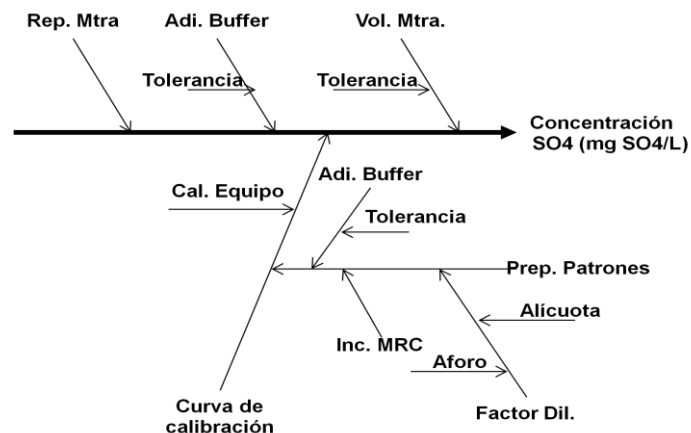 Rep. Mtra
Adi. Buffer
Vol. Mtra.
Tolerancia
Tolerancia
Concentración
SO4 (mg SO4/L)
Adi. Buffer
Cal. Equipo
Tolerancia
Prep. Patrones
Alícuota
Inc. MRC
Aforo
Curva de
calibración
Factor Dil.